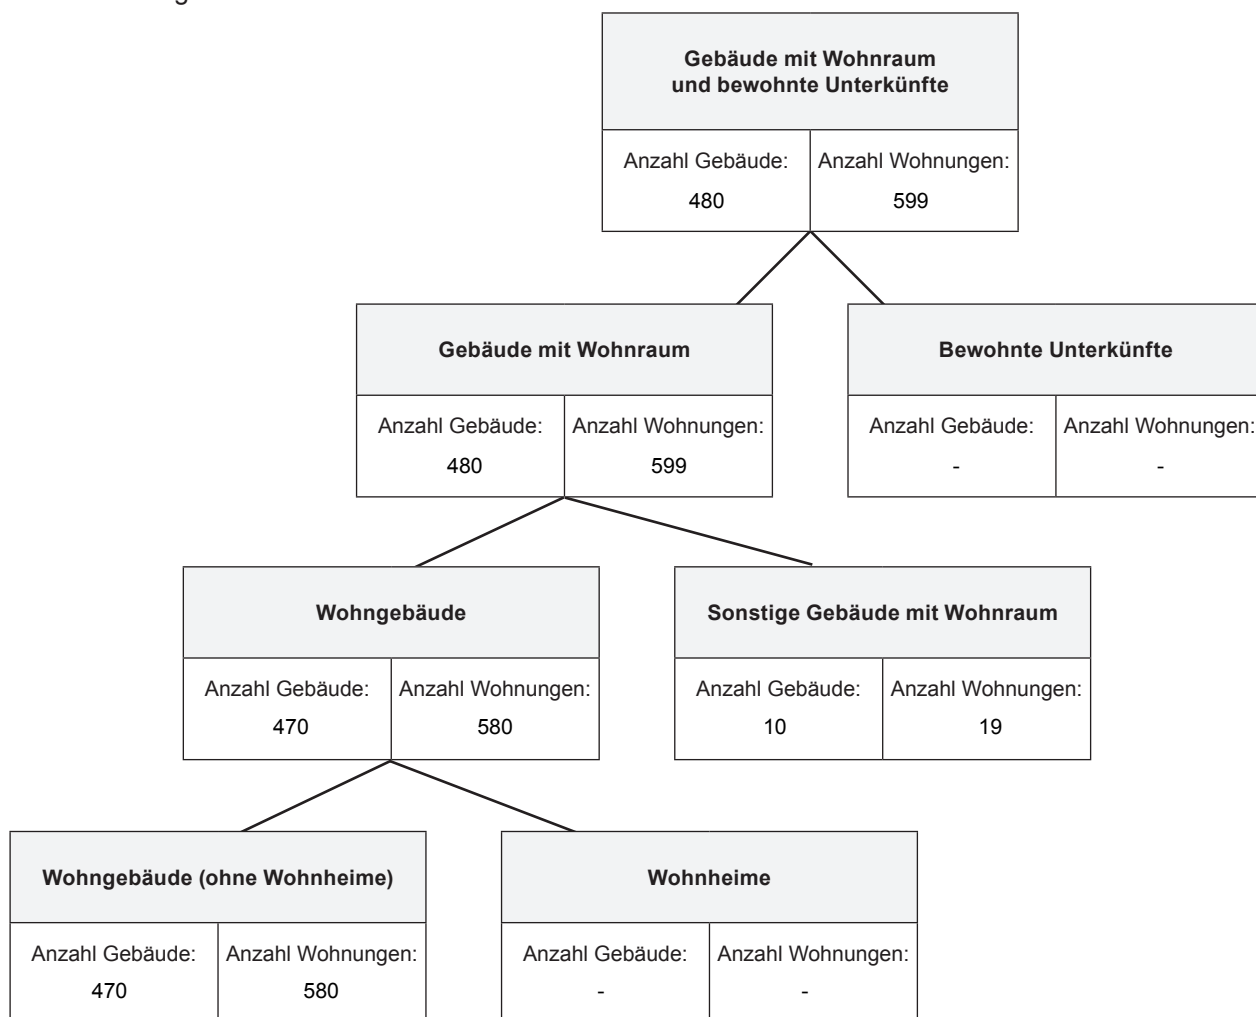 Gebäude mit Wohnraum
und bewohnte Unterkünfte
Anzahl Gebäude: Anzahl Wohnungen:
480 599
Gebäude mit Wohnraum
Bewohnte Unterkünfte
Anzahl Gebäude: Anzahl Wohnungen:
480 599
Anzahl Gebäude: Anzahl Wohnungen:
- -
Wohngebäude
Sonstige Gebäude mit Wohnraum
Anzahl Gebäude: Anzahl Wohnungen:
470 580
Anzahl Gebäude: Anzahl Wohnungen:
10 19
Wohngebäude (ohne Wohnheime)
Wohnheime
Anzahl Gebäude: Anzahl Wohnungen:
470 580
Anzahl Gebäude: Anzahl Wohnungen:
- -